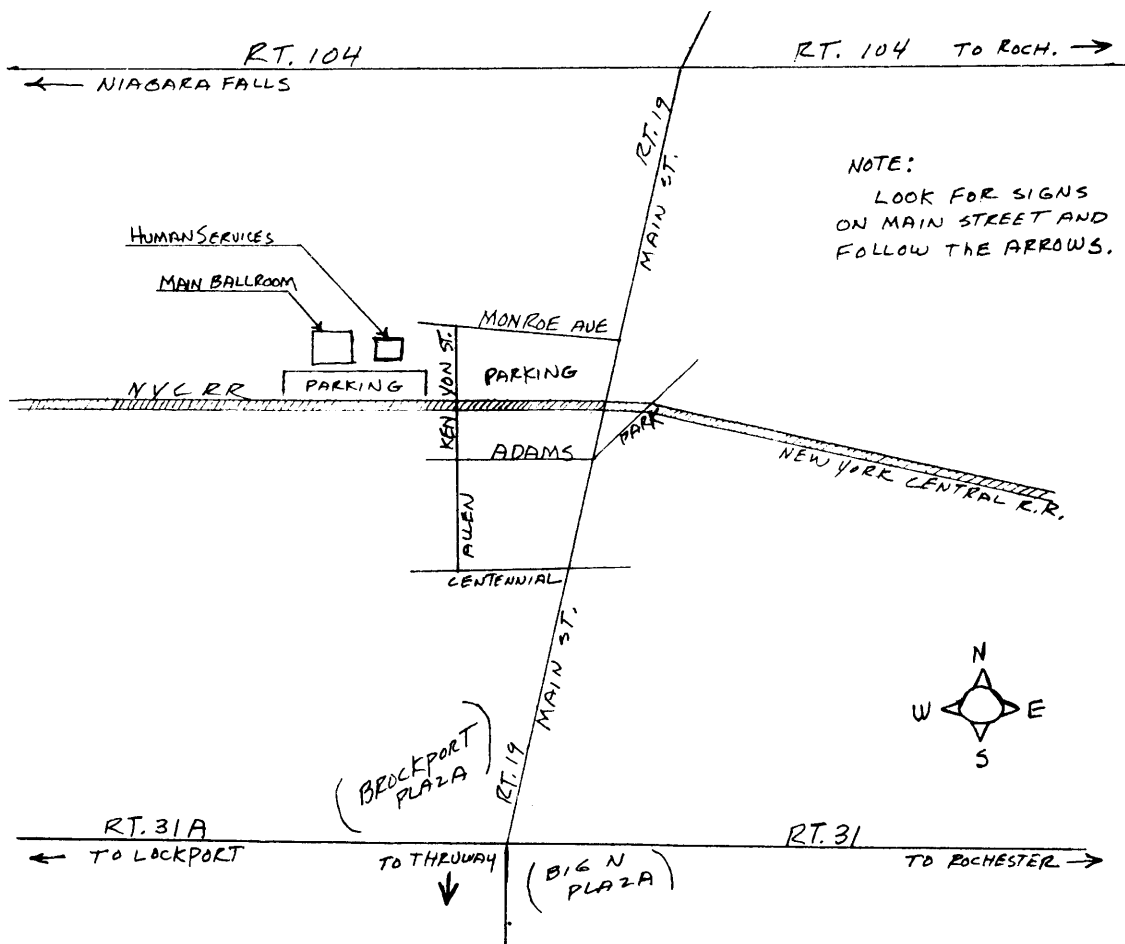 RT. 104
RT. 104 TO ROCH. →
← NIAGARA FALLS
RT. 19
MAIN ST.
NOTE:
LOOK FOR SIGNS
ON MAIN STREET AND
FOLLOW THE ARROWS.
HUMAN SERVICES
MAIN BALLROOM
MONROE AVE
KENYON ST.
PARKING
PARKING
NYC RR
PARK
ADAMS
NEW YORK CENTRAL R.R.
ALLEN
CENTENNIAL
MAIN ST.
RT. 19
N
W E
S
(BROCKPORT
PLAZA)
RT. 31A
RT. 31
← TO LOCKPORT
TO THRUWAY
↓
(BIG N
PLAZA)
TO ROCHESTER →